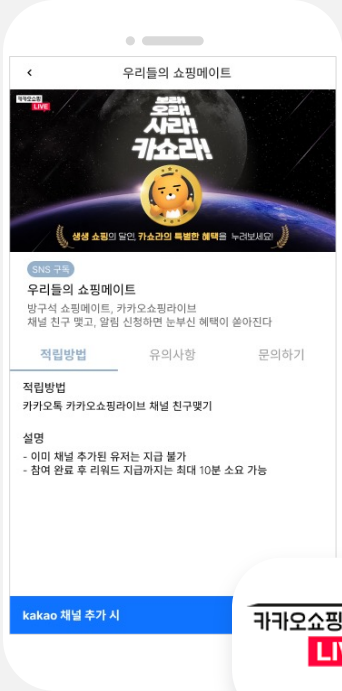 우리들의 쇼핑메이트
카카오쇼핑
LIVE
보라!
오라!
사라!
카쇼라!
생생 쇼핑의 달인, 카쇼라의 특별한 혜택을 누려보세요!
SNS 구독
우리들의 쇼핑메이트
방구석 쇼핑메이트, 카카오쇼핑라이브
채널 친구 맺고, 알림 신청하면 눈부신 혜택이 쏟아진다
적립방법 유의사항 문의하기
적립방법
카카오톡 카카오쇼핑라이브 채널 친구맺기
설명
- 이미 채널 추가된 유저는 지급 불가
- 참여 완료 후 리워드 지급까지는 최대 10분 소요 가능
kakao 채널 추가 시
카카오쇼핑
LIV